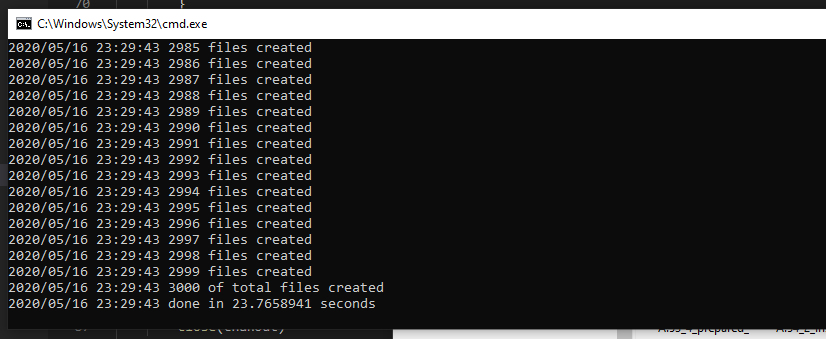 70 }
C:\Windows\System32\cmd.exe
2020/05/16 23:29:43 2985 files created
2020/05/16 23:29:43 2986 files created
2020/05/16 23:29:43 2987 files created
2020/05/16 23:29:43 2988 files created
2020/05/16 23:29:43 2989 files created
2020/05/16 23:29:43 2990 files created
2020/05/16 23:29:43 2991 files created
2020/05/16 23:29:43 2992 files created
2020/05/16 23:29:43 2993 files created
2020/05/16 23:29:43 2994 files created
2020/05/16 23:29:43 2995 files created
2020/05/16 23:29:43 2996 files created
2020/05/16 23:29:43 2997 files created
2020/05/16 23:29:43 2998 files created
2020/05/16 23:29:43 2999 files created
2020/05/16 23:29:43 3000 of total files created
2020/05/16 23:29:43 done in 23.7658941 seconds